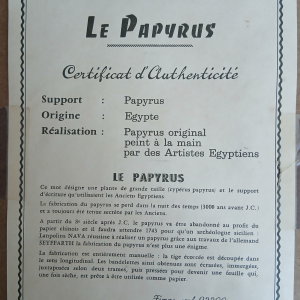 LE PAPYRUS
Certificat d'Authenticité
Support : Papyrus
Origine : Egypte
Réalisation : Papyrus original
peint à la main
par des Artistes Egyptiens
LE PAPYRUS
Ce mot désigne une plante de grande taille (cyperus papyrus) et le support
d'écriture qu'utilisaient les Anciens Egyptiens
La fabrication du papyrus se perd dans la nuit des temps (3000 ans avant J.C.)
et a toujours été tenue secrète par les Anciens.
A partir du siècle après J.C. le papyrus va être abandonné au profit du
papier chinois et il faudra attendre 1745 pour qu'un archéologue sicilien :
NAVA réussisse à réaliser un papyrus grâce aux travaux de l'allemand
SEYFFARTH la fabrication du papyrus n'est plus une énigme.
La fabrication est entièrement manuelle : la tige écorcée est découpée dans
le sens longitudinal. Les bandelettes ainsi obtenues sont écrasées, immergées,
juxtaposées selon deux trames, puis pressées pour devenir une feuille qui,
une fois sèche, est prête à être utilisée comme papier.